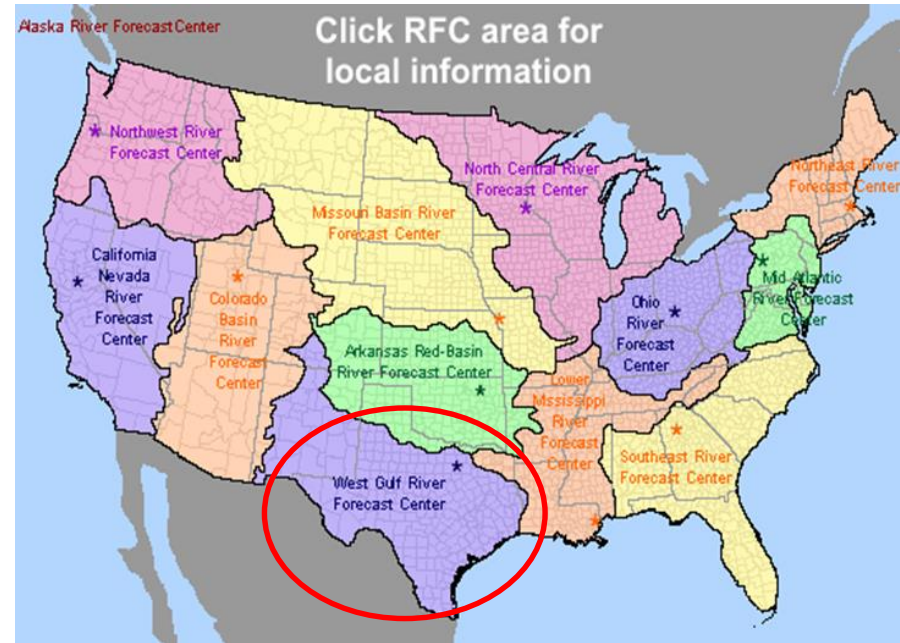 Alaska River Forecast Center
Click RFC area for
local information
Northwest River
Forecast Center
North Central River
Forecast Center
Northeast River
Forecast Center
Missouri Basin River
Forecast Center
California
Nevada
River
Forecast
Center
Colorado
Basin
River
Forecast
Center
Mid Atlantic
River Forecast
Center
Ohio
River
Forecast
Center
Arkansas Red-Basin
River Forecast Center
Lower
Mississippi
River
Forecast
Center
Southeast River
Forecast Center
West Gulf River
Forecast Center